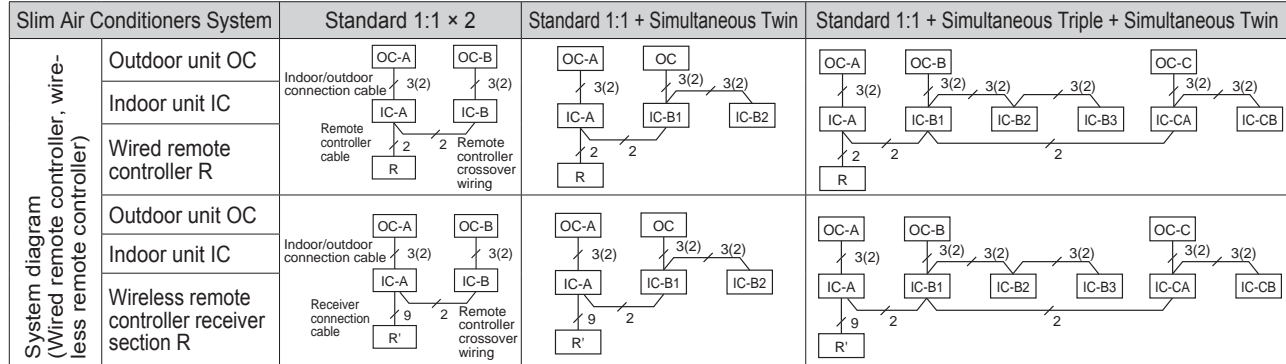 Slim Air Conditioners System
Standard 1:1 × 2
Standard 1:1 + Simultaneous Twin
Standard 1:1 + Simultaneous Triple + Simultaneous Twin
System diagram
(Wired remote controller, wire-
less remote controller)
Outdoor unit OC
Indoor unit IC
Wired remote
controller R
OC-A OC-B
Indoor/outdoor
connection cable
3(2) 3(2)
IC-A IC-B
Remote
controller
cable
2 2
Remote
controller
crossover
wiring
R
OC-A OC
3(2) 3(2) 3(2)
IC-A IC-B1 IC-B2
2 2
R
OC-A OC-B OC-C
3(2) 3(2) 3(2) 3(2) 3(2) 3(2)
IC-A IC-B1 IC-B2 IC-B3 IC-CA IC-CB
2 2 2
R
Outdoor unit OC
Indoor unit IC
Wireless remote
controller receiver
section R
OC-A OC-B
Indoor/outdoor
connection cable
3(2) 3(2)
IC-A IC-B
Receiver
connection
cable
9 2
Remote
controller
crossover
wiring
R'
OC-A OC
3(2) 3(2) 3(2)
IC-A IC-B1 IC-B2
9 2
R'
OC-A OC-B OC-C
3(2) 3(2) 3(2) 3(2) 3(2) 3(2)
IC-A IC-B1 IC-B2 IC-B3 IC-CA IC-CB
9 2 2
R'